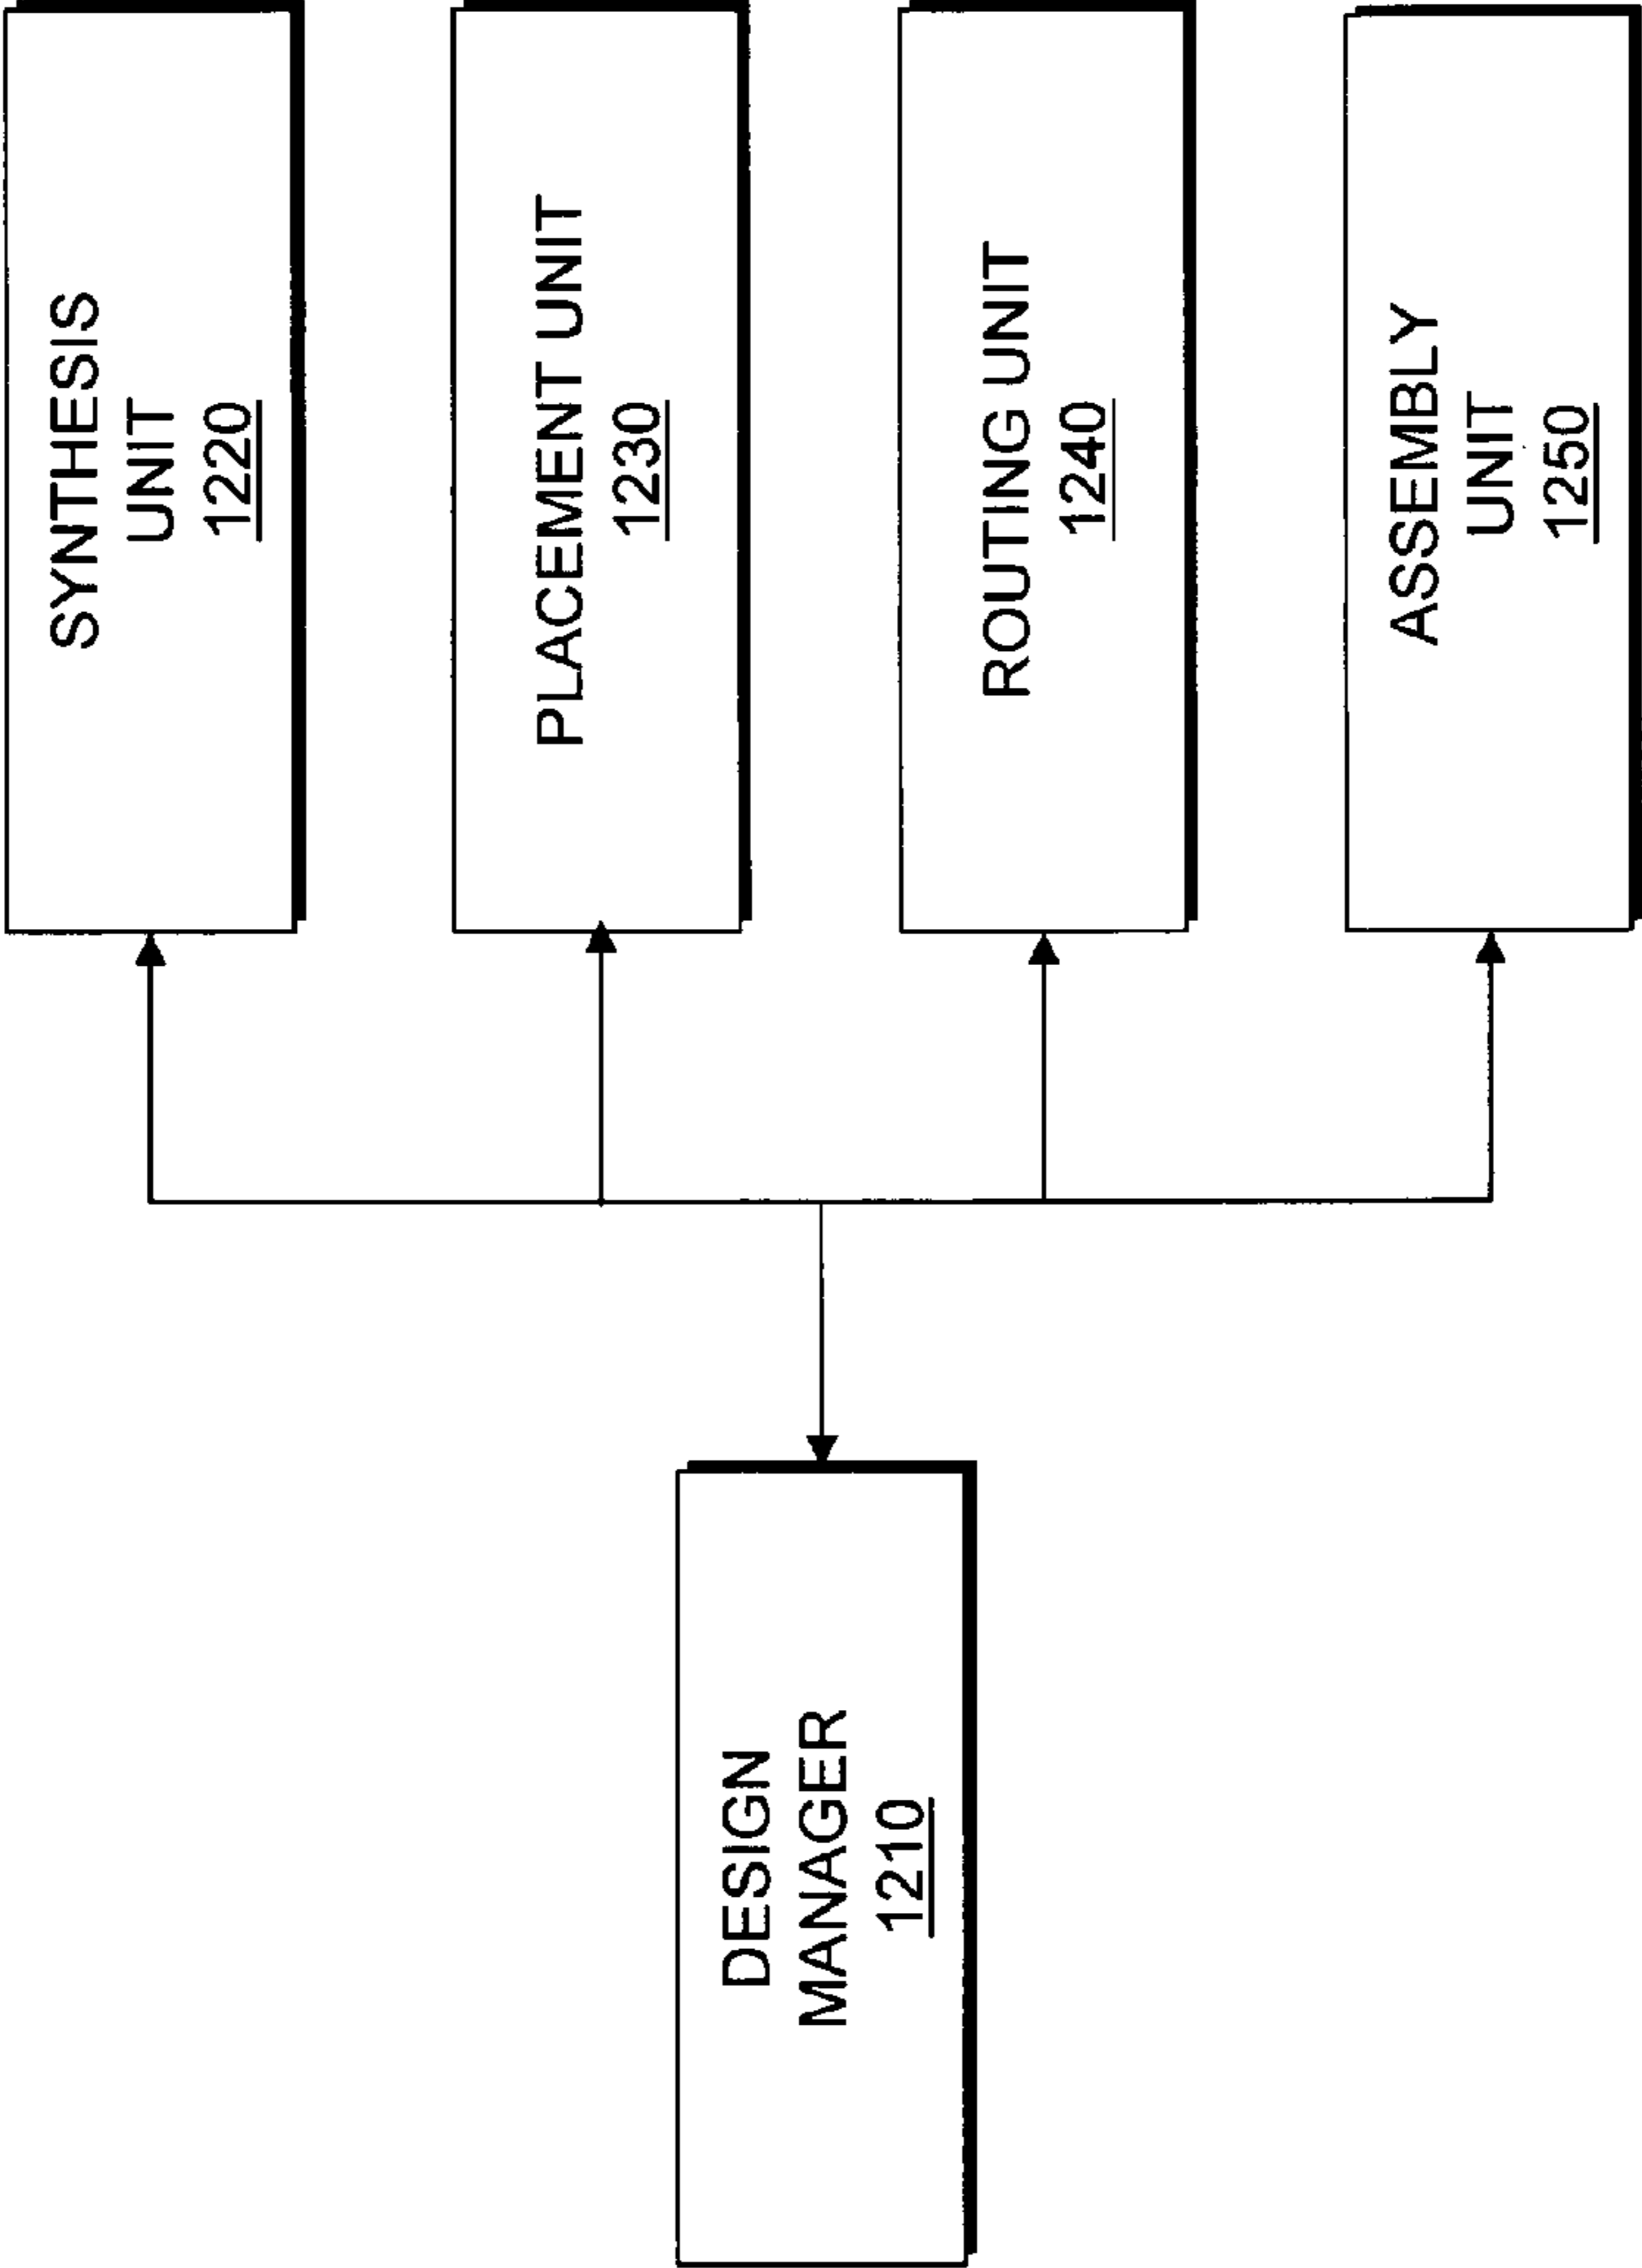 DESIGN
MANAGER
1210
SYNTHESIS
UNIT
1220
PLACEMENT UNIT
1230
ROUTING UNIT
1240
ASSEMBLY
UNIT
1250